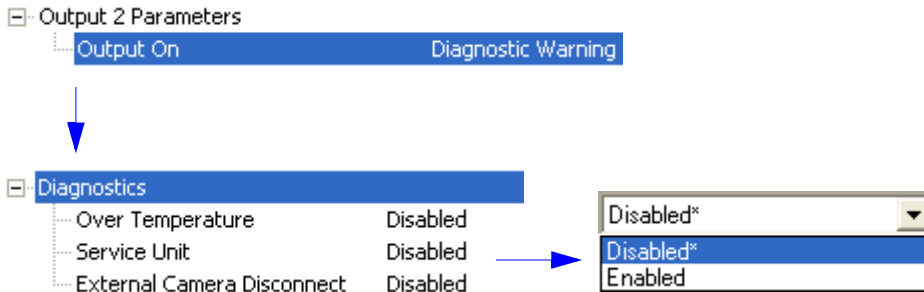 Output 2 Parameters
Output On Diagnostic Warning
Diagnostics
Over Temperature Disabled
Service Unit Disabled
External Camera Disconnect Disabled
Disabled*
Disabled*
Enabled